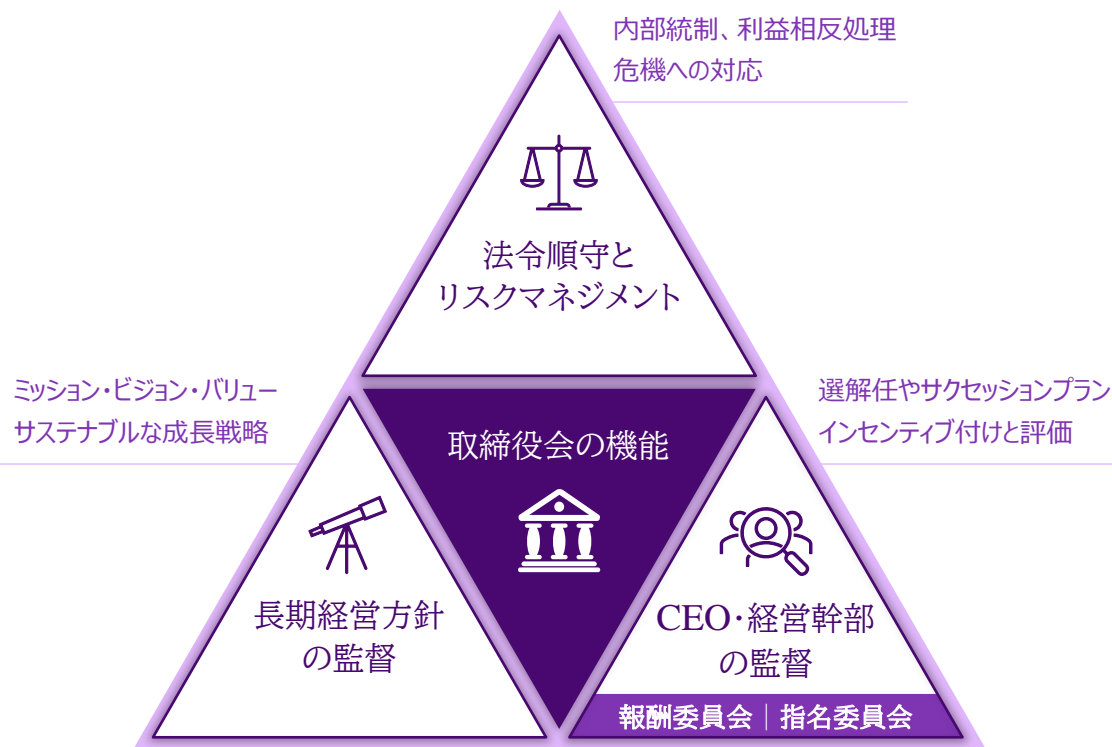 内部統制、利益相反処理
危機への対応
法令順守と
リスクマネジメント
ミッション・ビジョン・バリュー
サステナブルな成長戦略
選解任やサクセッションプラン
インセンティブ付けと評価
取締役会の機能
長期経営方針
の監督
CEO・経営幹部
の監督
報酬委員会｜指名委員会